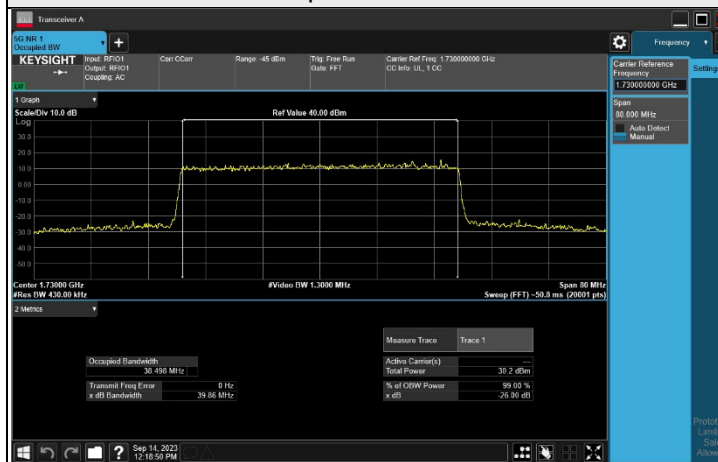 Transceiver A
5G NR 1
Occupied BW
Frequency
KEYSIGHT
Input: RFIO1
Output: RFIO1
Coupling: AC
Corr CCorr
Range: -45 dBm
Trig: Free Run
Gate: FFT
Carrier Ref Freq: 1.730000000 GHz
CC Info: UL, 1 CC
LW
Carrier Reference
Frequency
1.730000000 GHz
Settings
Span
80.000 MHz
Auto Detect
Manual
1 Graph
Scale/Div 10.0 dB
Ref Value 40.00 dBm
Log
30.0
20.0
10.0
0.00
-10.0
-20.0
-30.0
-40.0
-50.0
Center 1.73000 GHz
#Video BW 1.3000 MHz
Span 80 MHz
#Res BW 430.00 kHz
Sweep (FFT) ~50.8 ms (20001 pts)
2 Metrics
Measure Trace
Trace 1
Occupied Bandwidth
38.498 MHz
Active Carrier(s)
---
Total Power
38.2 dBm
Transmit Freq Error
0 Hz
x dB Bandwidth
39.86 MHz
% of OBW Power
99.00 %
x dB
-26.00 dB
?
Sep 14, 2023
12:18:50 PM